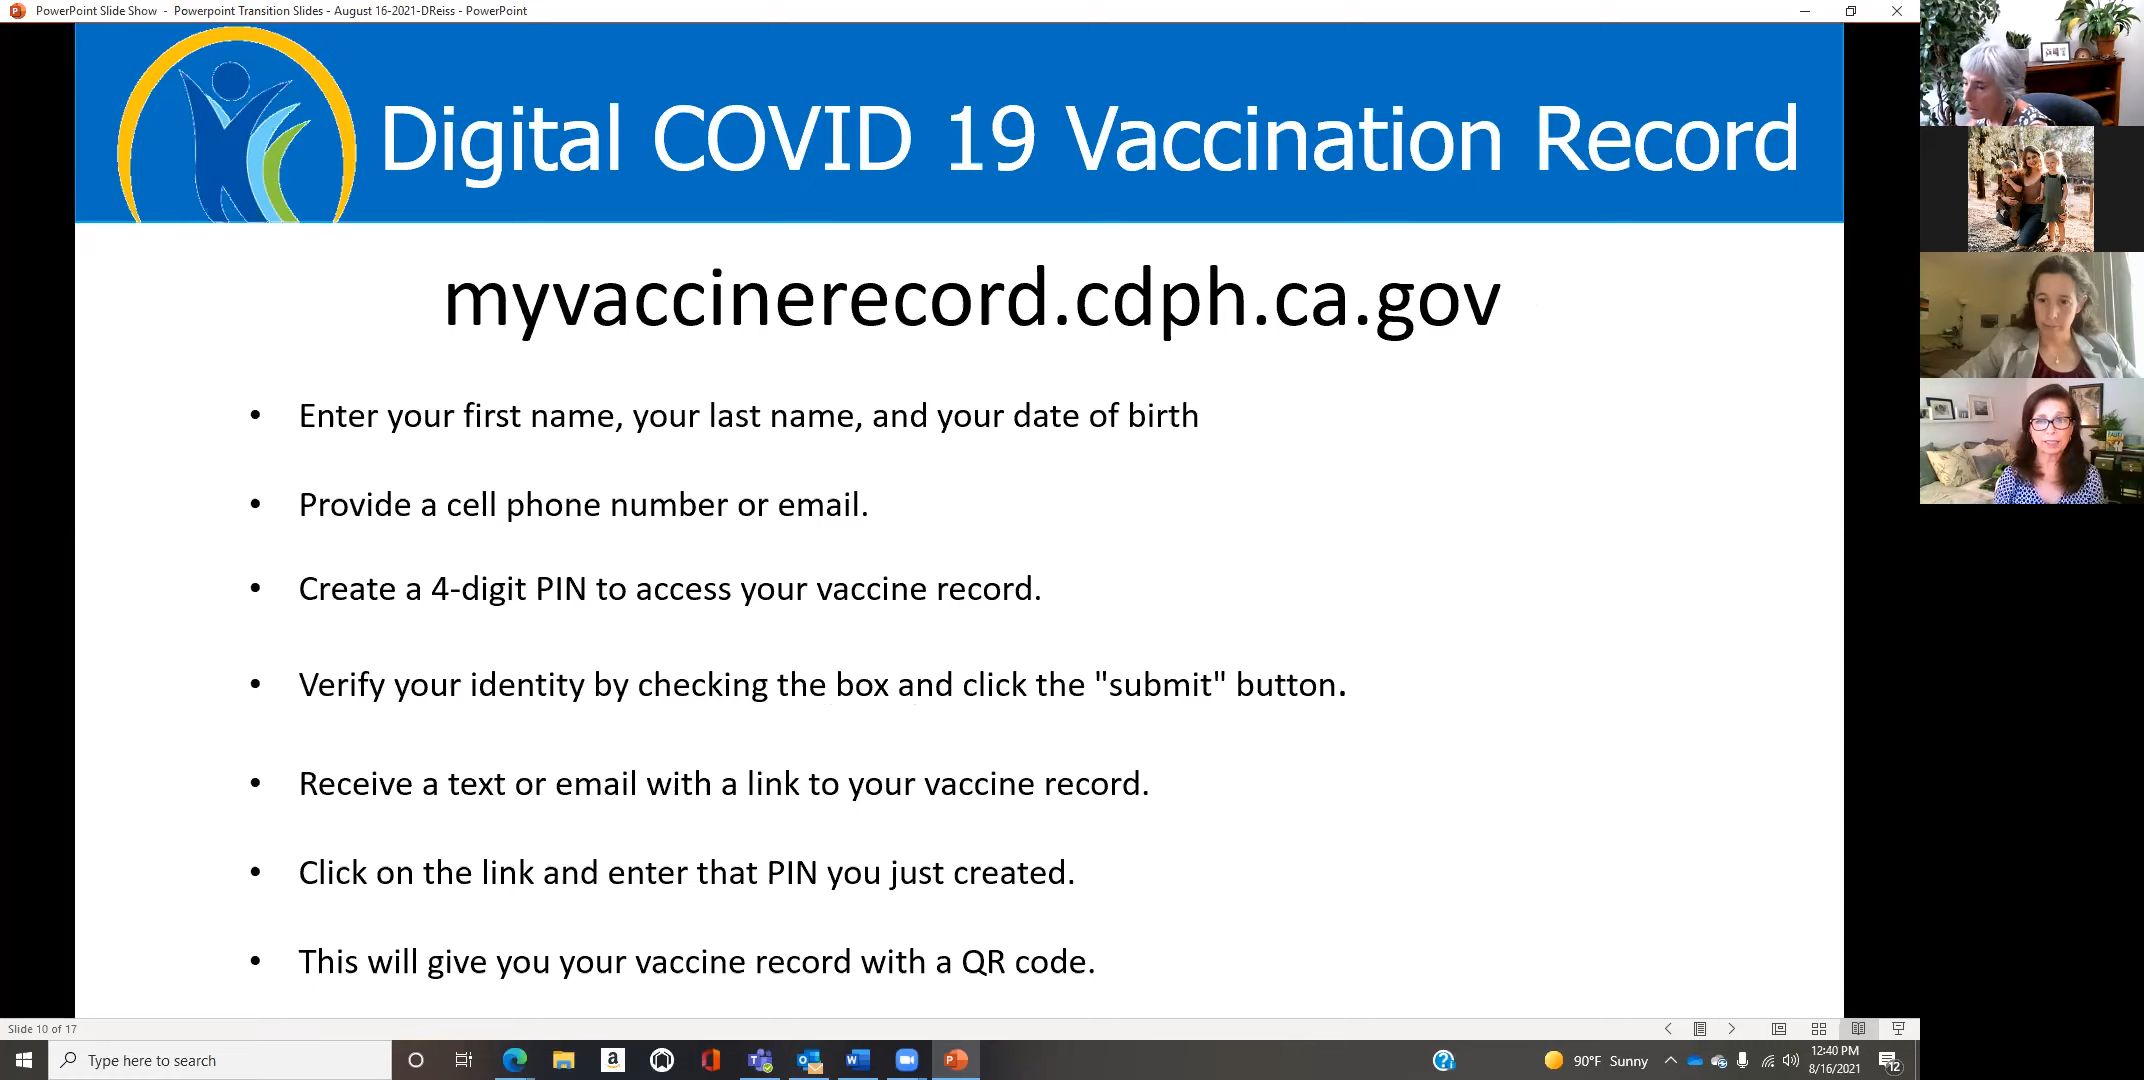 PowerPoint Slide Show - Powerpoint Transition Slides - August 16-2021-DReiss - PowerPoint
Digital COVID 19 Vaccination Record
myvaccinerecord.cdph.ca.gov
• Enter your first name, your last name, and your date of birth
• Provide a cell phone number or email.
• Create a 4-digit PIN to access your vaccine record.
• Verify your identity by checking the box and click the "submit" button.
• Receive a text or email with a link to your vaccine record.
• Click on the link and enter that PIN you just created.
• This will give you your vaccine record with a QR code.
Slide 10 of 17
Type here to search
90°F Sunny
12:40 PM
8/16/2021
12